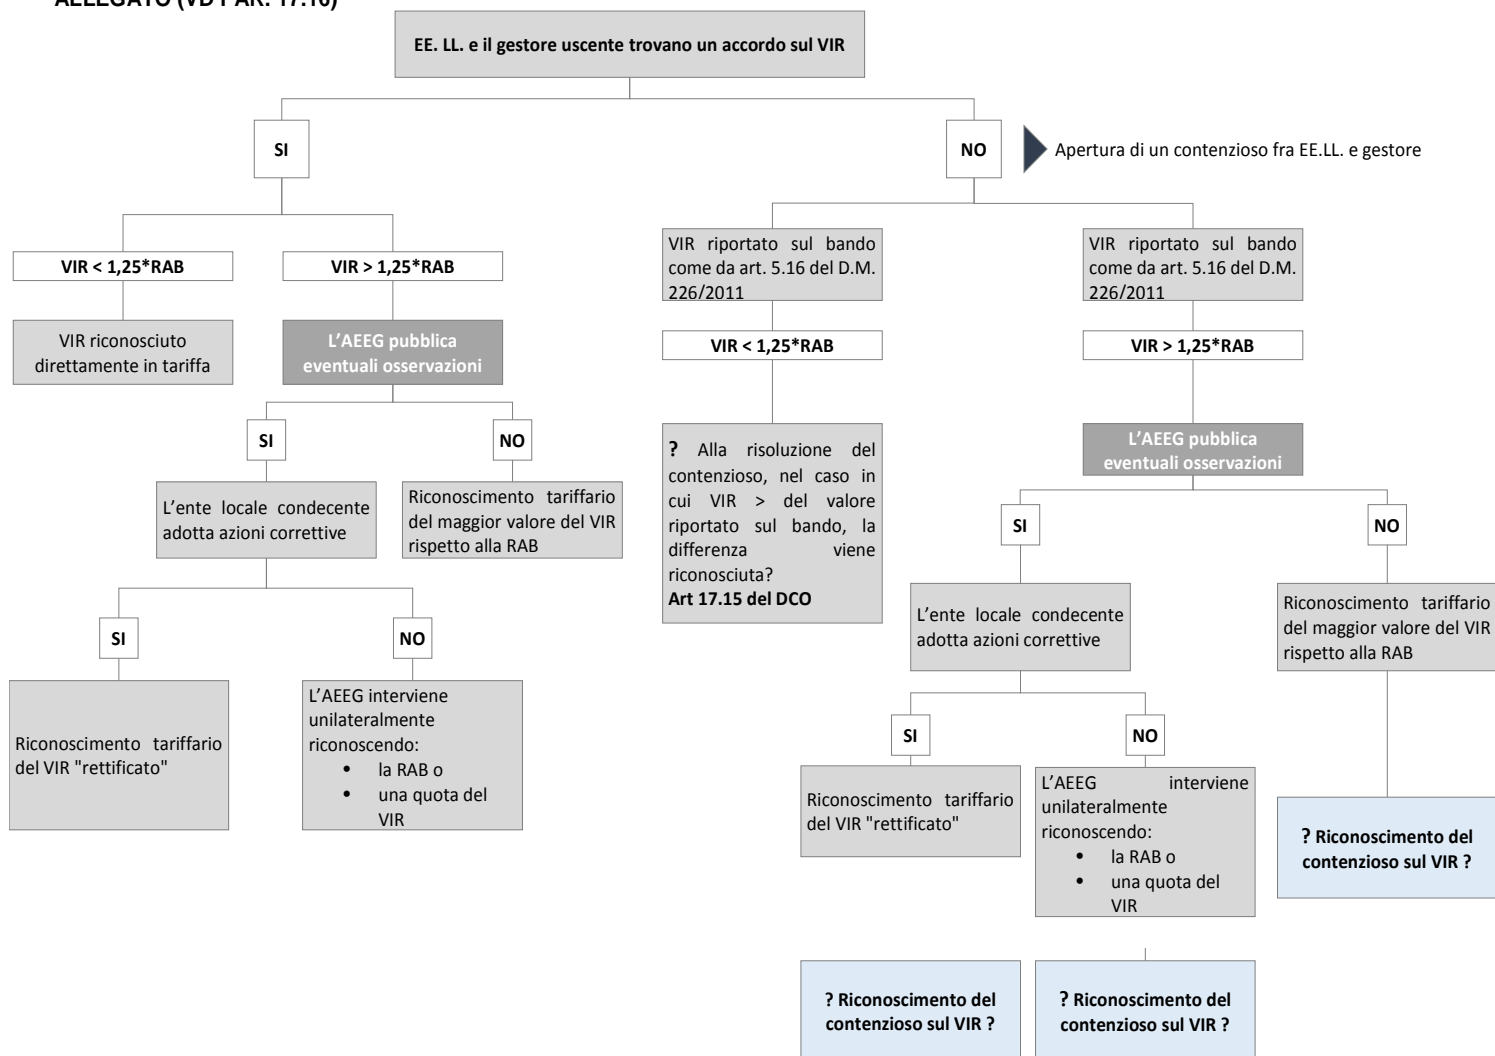 ALLEGATO (VD PAR. 17.16)
EE. LL. e il gestore uscente trovano un accordo sul VIR
SI
NO
Apertura di un contenzioso fra EE.LL. e gestore
VIR < 1,25*RAB
VIR > 1,25*RAB
VIR riportato sul bando
come da art. 5.16 del D.M.
226/2011
VIR riportato sul bando
come da art. 5.16 del D.M.
226/2011
VIR riconosciuto
direttamente in tariffa
L'AEEG pubblica
eventuali osservazioni
VIR < 1,25*RAB
VIR > 1,25*RAB
SI
NO
? Alla risoluzione del
contenzioso, nel caso in
cui VIR > del valore
riportato sul bando, la
differenza viene
riconosciuta?
Art 17.15 del DCO
L'AEEG pubblica
eventuali osservazioni
L'ente locale condecente
adotta azioni correttive
Riconoscimento tariffario
del maggior valore del VIR
rispetto alla RAB
SI
NO
SI
NO
L'ente locale condecente
adotta azioni correttive
Riconoscimento tariffario
del maggior valore del VIR
rispetto alla RAB
Riconoscimento tariffario
del VIR "rettificato"
L'AEEG interviene
unilateralmente
riconoscendo:
• la RAB o
• una quota del
VIR
SI
NO
Riconoscimento tariffario
del VIR "rettificato"
L'AEEG interviene
unilateralmente
riconoscendo:
• la RAB o
• una quota del
VIR
? Riconoscimento del
contenzioso sul VIR ?
? Riconoscimento del
contenzioso sul VIR ?
? Riconoscimento del
contenzioso sul VIR ?